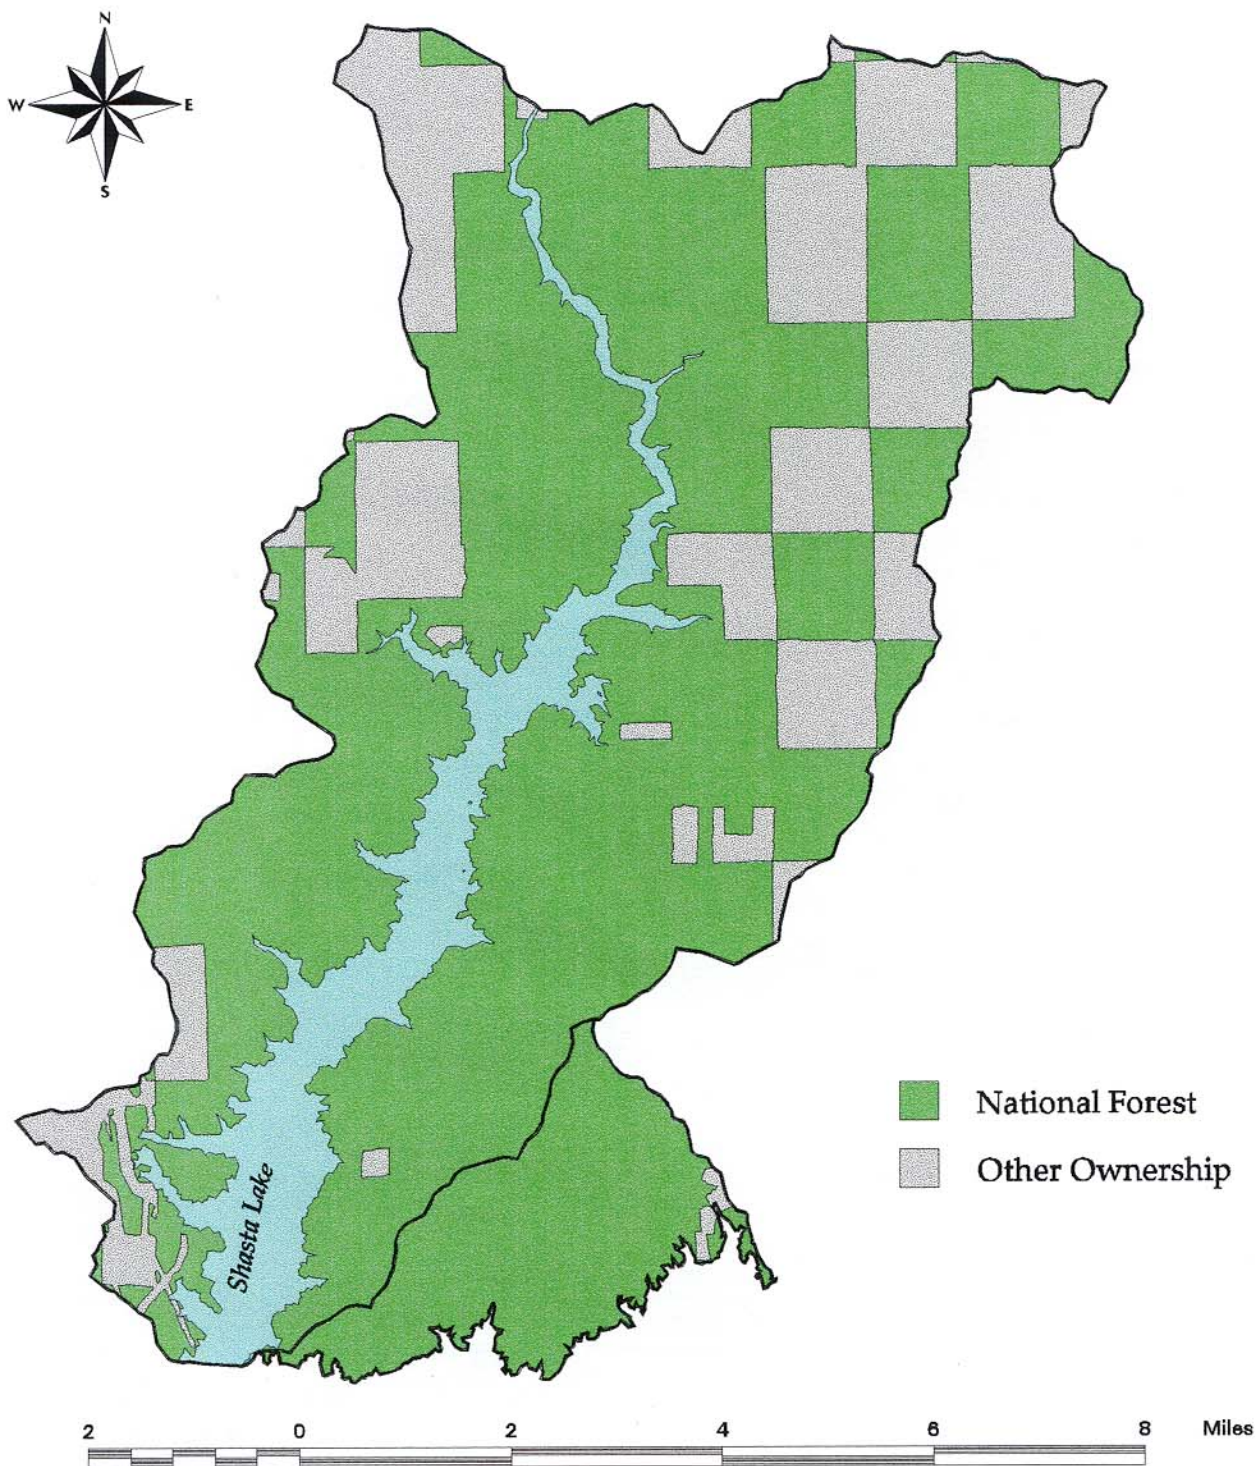 N
W E
S
National Forest
Other Ownership
Shasta Lake
2 0 2 4 6 8 Miles